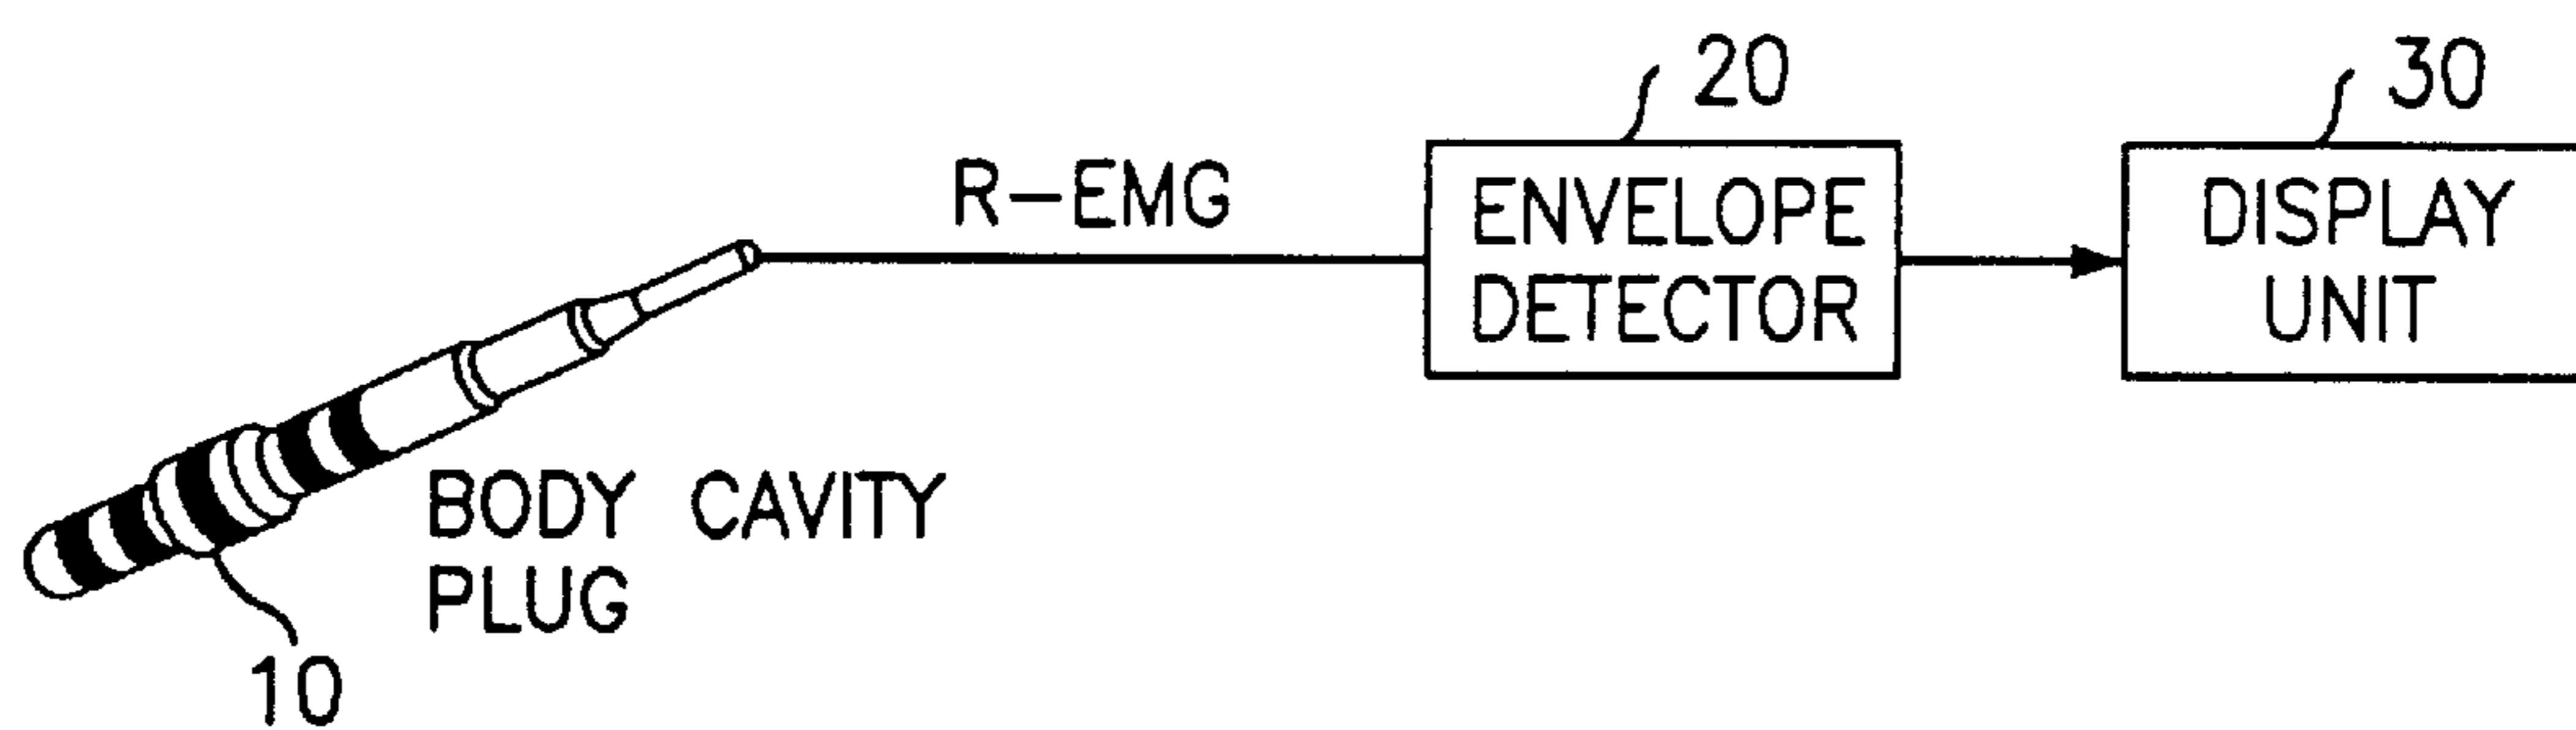 20
30
R-EMG
ENVELOPE
DETECTOR
DISPLAY
UNIT
BODY CAVITY
PLUG
10